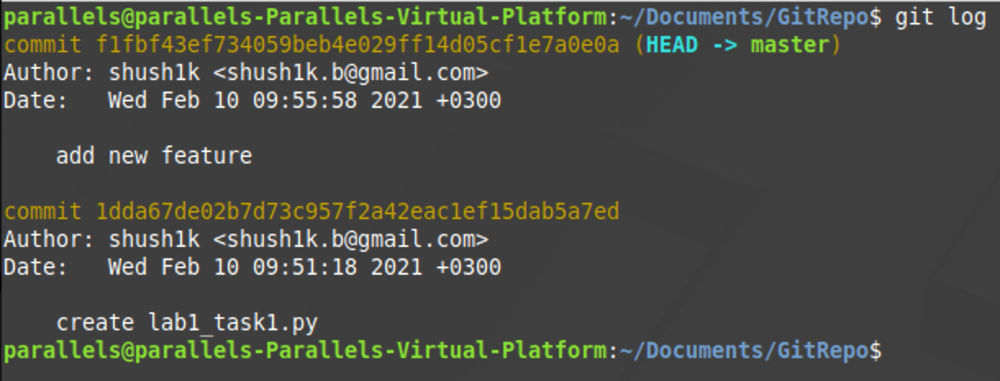 parallels@parallels-Parallels-Virtual-Platform:~/Documents/GitRepo$ git log
commit f1fbf43ef734059beb4e029ff14d05cf1e7a0e0a (HEAD -> master)
Author: shush1k <shush1k.b@gmail.com>
Date:   Wed Feb 10 09:55:58 2021 +0300
    add new feature
commit 1dda67de02b7d73c957f2a42eac1ef15dab5a7ed
Author: shush1k <shush1k.b@gmail.com>
Date:   Wed Feb 10 09:51:18 2021 +0300
    create lab1_task1.py
parallels@parallels-Parallels-Virtual-Platform:~/Documents/GitRepo$